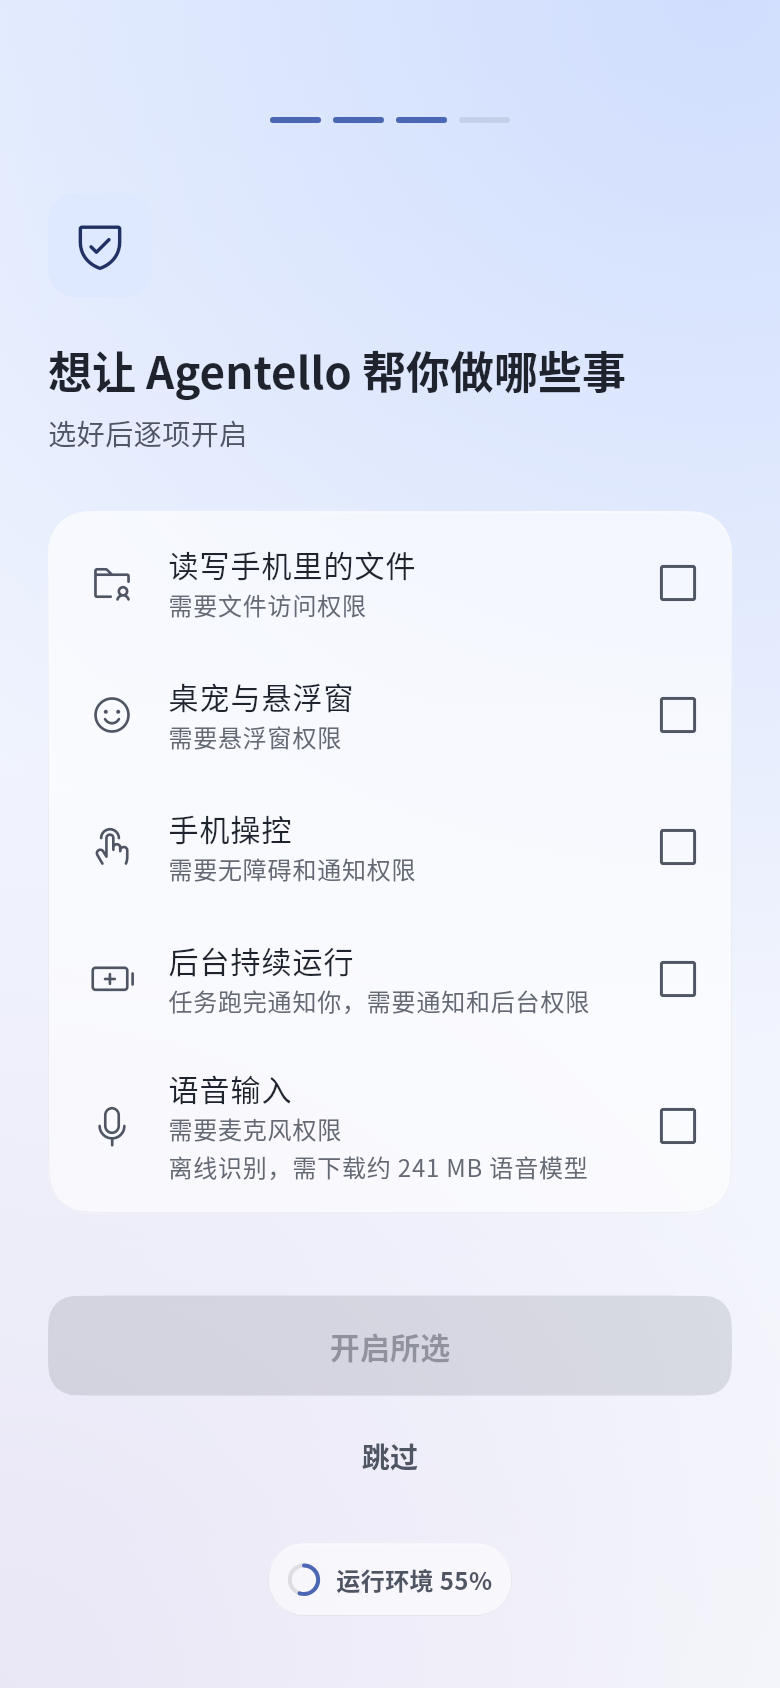 想让 Agentello 帮你做哪些事
选好后逐项开启
读写手机里的文件
需要文件访问权限
桌宠与悬浮窗
需要悬浮窗权限
手机操控
需要无障碍和通知权限
后台持续运行
任务跑完通知你，需要通知和后台权限
语音输入
需要麦克风权限
离线识别，需下载约 241 MB 语音模型
开启所选
跳过
运行环境 55%